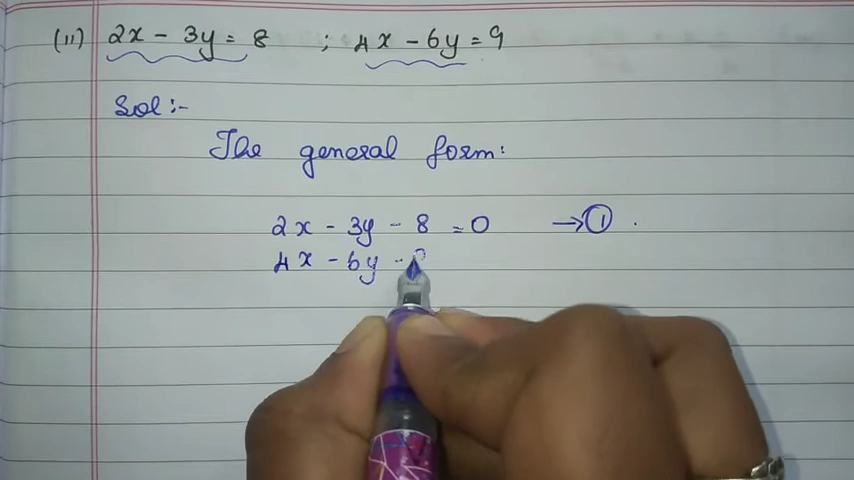 (ii) 2x - 3y = 8 ; 4x - 6y = 9
Sol :-
The general form:
2x - 3y - 8 = 0 → ① .
4x - 6y -